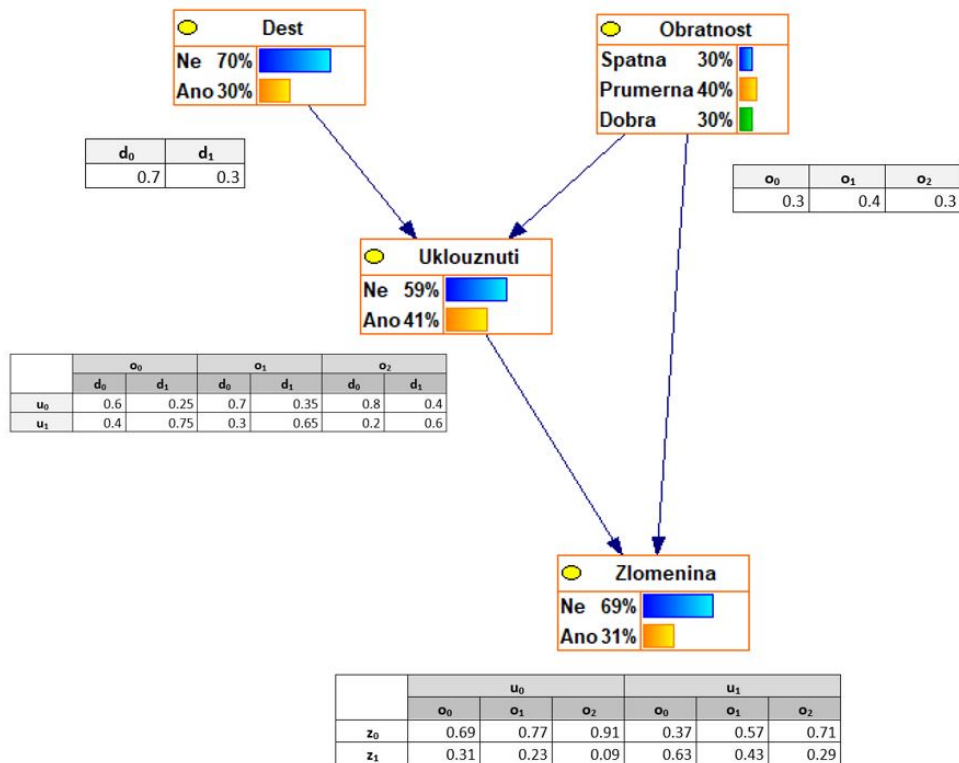 Dest
Ne 70%
Ano 30%
Obratnost
Spatna 30%
Prumerna 40%
Dobra 30%
d₀ d₁
0.7 0.3
o₀ o₁ o₂
0.3 0.4 0.3
Uklouznuti
Ne 59%
Ano 41%
o₀ o₁ o₂
d₀ d₁ d₀ d₁ d₀ d₁
u₀ 0.6 0.25 0.7 0.35 0.8 0.4
u₁ 0.4 0.75 0.3 0.65 0.2 0.6
Zlomenina
Ne 69%
Ano 31%
u₀ u₁
o₀ o₁ o₂ o₀ o₁ o₂
z₀ 0.69 0.77 0.91 0.37 0.57 0.71
z₁ 0.31 0.23 0.09 0.63 0.43 0.29